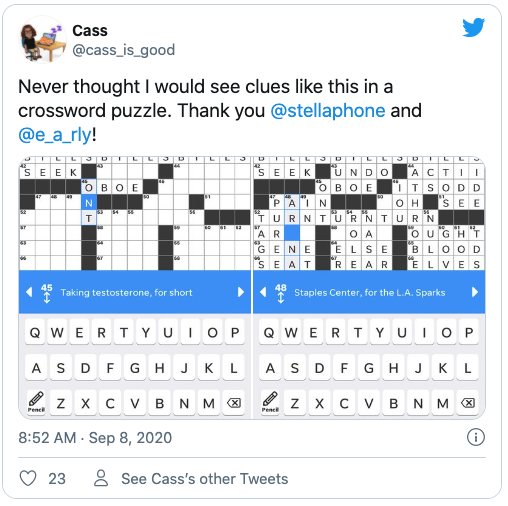 Cass
@cass_is_good
Never thought I would see clues like this in a
crossword puzzle. Thank you @stellaphone and
@e_a_rly!
SEEK
OBOE
N
T
45 Taking testosterone, for short
SEEK UNDO ACTII
OBOE ITSODD
PAIN OH SEE
TURNTURNTURN
AR OA OUGHT
GENE ELSE BLOOD
SEAT REAR ELVES
48 Staples Center, for the L.A. Sparks
Q W E R T Y U I O P
A S D F G H J K L
Pencil Z X C V B N M
Q W E R T Y U I O P
A S D F G H J K L
Pencil Z X C V B N M
8:52 AM · Sep 8, 2020
23 See Cass's other Tweets